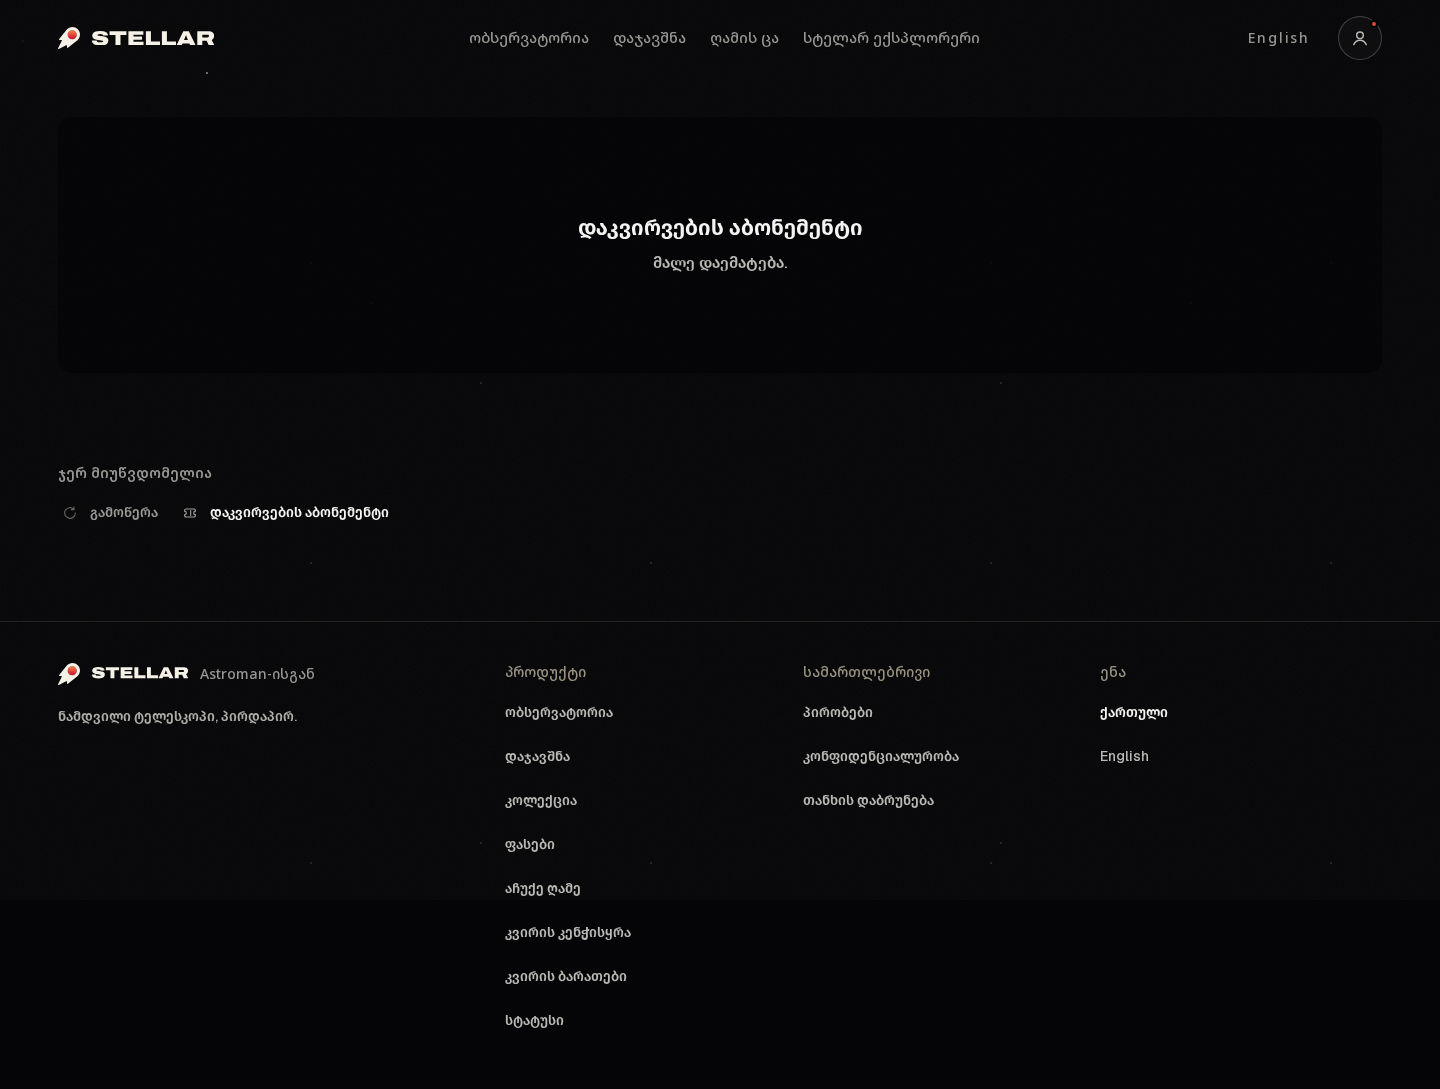 STELLAR
ობსერვატორია დაჯავშნა ღამის ცა სტელარ ექსპლორერი
English
დაკვირვების აბონემენტი
მალე დაემატება.
ჯერ მიუწვდომელია
გამოწერა დაკვირვების აბონემენტი
STELLAR Astroman-ისგან
ნამდვილი ტელესკოპი, პირდაპირ.
პროდუქტი
ობსერვატორია
დაჯავშნა
კოლექცია
ფასები
აჩუქე ღამე
კვირის კენჭისყრა
კვირის ბარათები
სტატუსი
სამართლებრივი
პირობები
კონფიდენციალურობა
თანხის დაბრუნება
ენა
ქართული
English